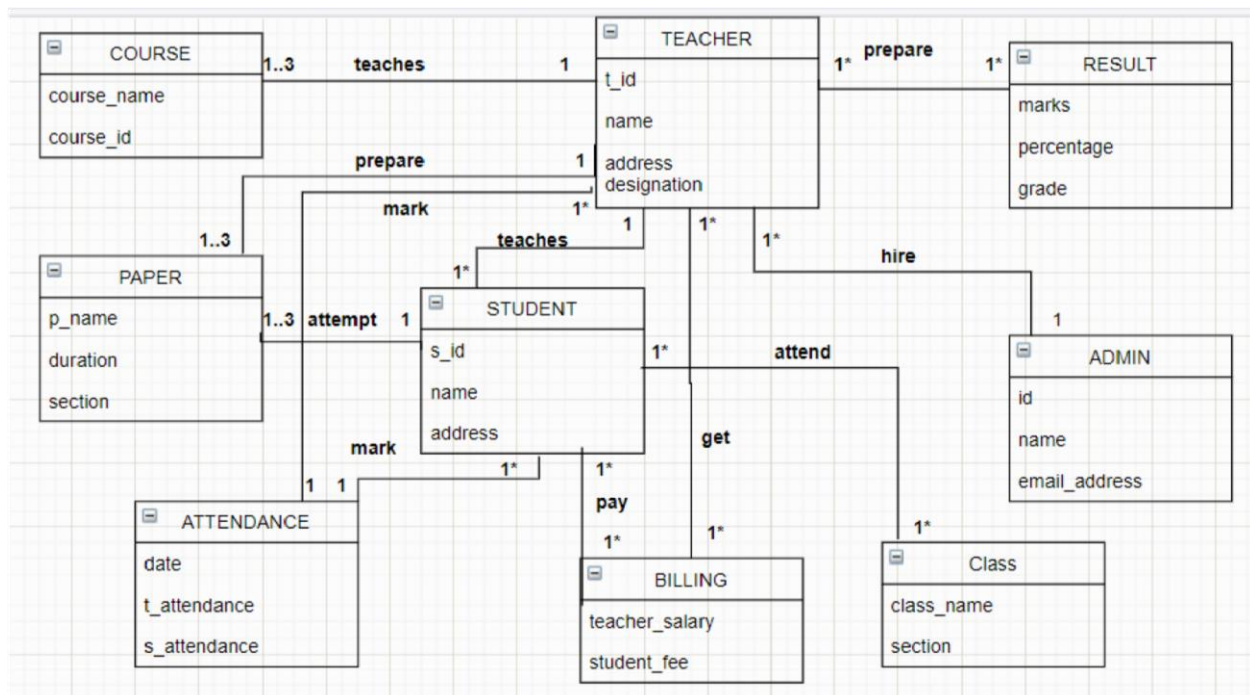 COURSE
course_name
course_id
1..3 teaches 1
TEACHER
t_id
name
address
designation
1* prepare 1*
RESULT
marks
percentage
grade
prepare 1
1..3
mark 1*
1
teaches
1*
1*
1*
hire
1
PAPER
p_name
duration
section
1..3 attempt 1
STUDENT
s_id
name
address
1* attend
1*
ADMIN
id
name
email_address
mark
1*
1 1
get
1*
1*
pay
1*
ATTENDANCE
date
t_attendance
s_attendance
BILLING
teacher_salary
student_fee
Class
class_name
section